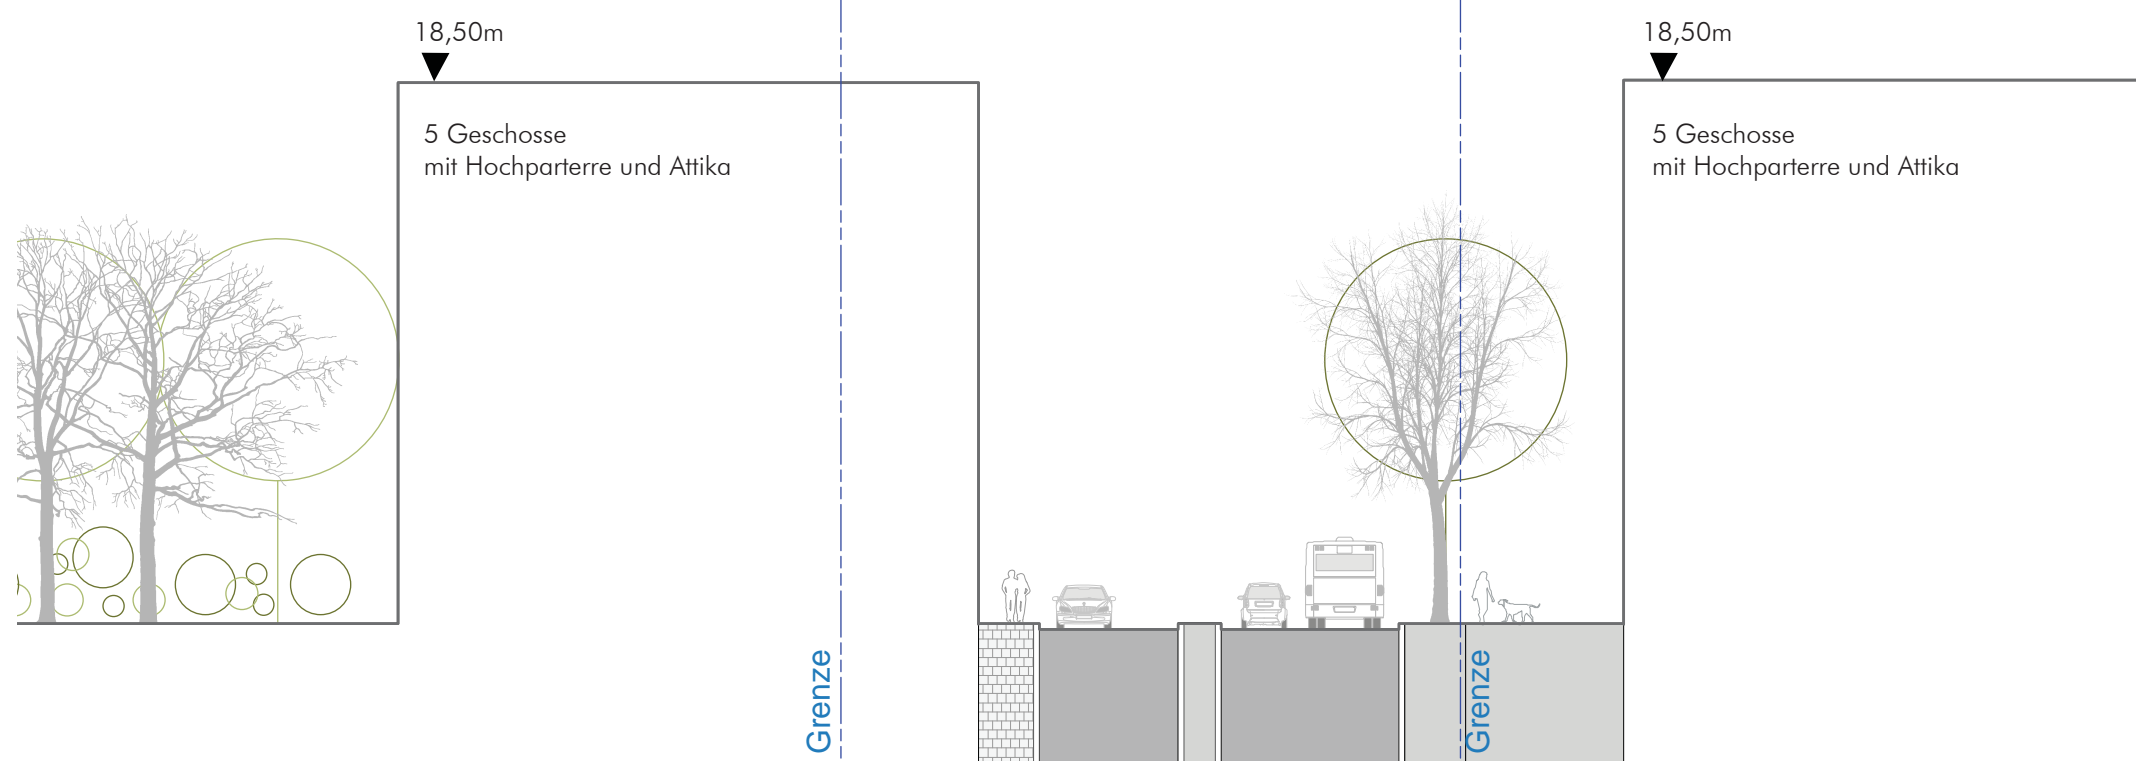 18,50m
5 Geschosse
mit Hochparterre und Attika
18,50m
5 Geschosse
mit Hochparterre und Attika
Grenze
Grenze